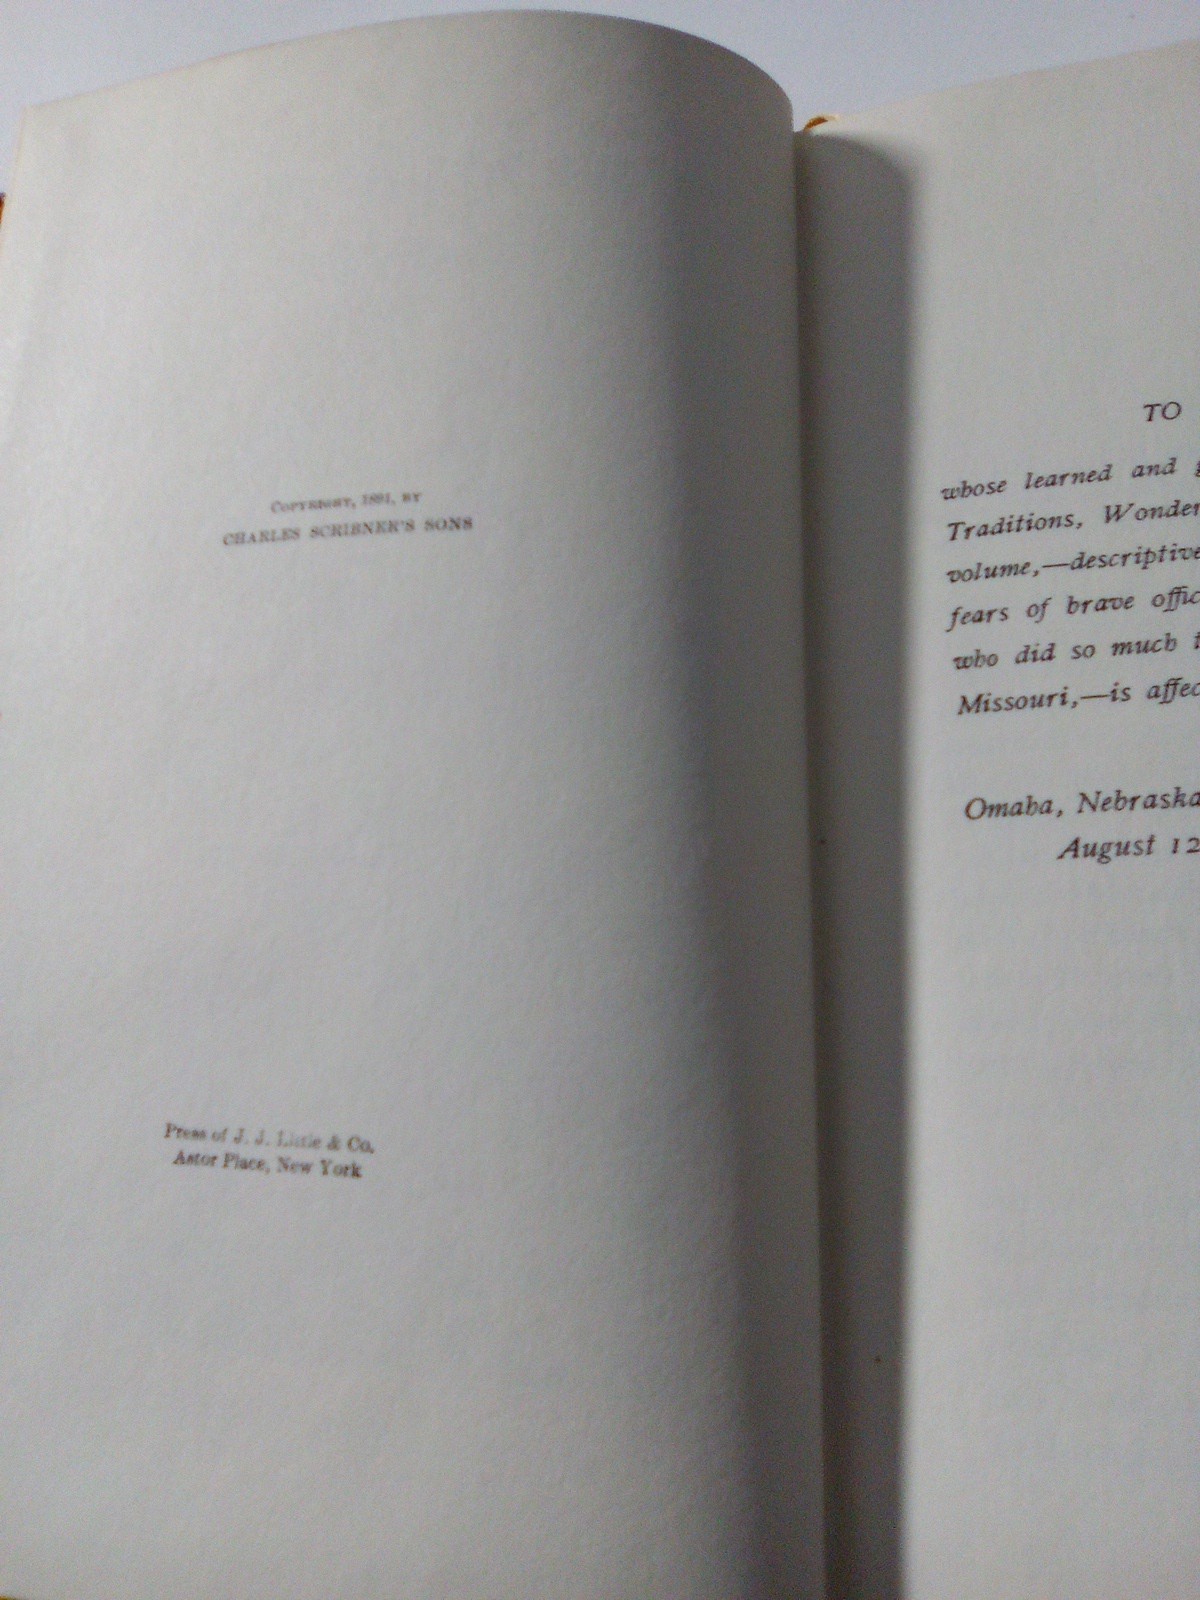 COPYRIGHT, 1891, BY
CHARLES SCRIBNER'S SONS
Press of J. J. Little & Co.
Astor Place, New York
TO
whose learned and
Traditions, Wonder
volume,—descriptive
fears of brave offic
who did so much t
Missouri,—is affec
Omaha, Nebraska
August 12